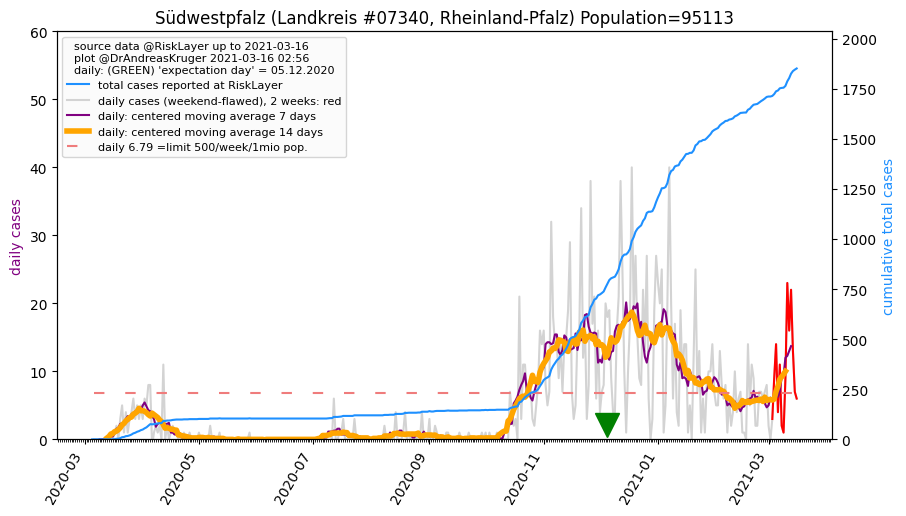 Südwestpfalz (Landkreis #07340, Rheinland-Pfalz) Population=95113
source data @RiskLayer up to 2021-03-16
plot @DrAndreasKruger 2021-03-16 02:56
daily: (GREEN) 'expectation day' = 05.12.2020
total cases reported at RiskLayer
daily cases (weekend-flawed), 2 weeks: red
daily: centered moving average 7 days
daily: centered moving average 14 days
daily 6.79 =limit 500/week/1mio pop.
daily cases
60
50
40
30
20
10
0
cumulative total cases
2000
1750
1500
1250
1000
750
500
250
0
2020-03
2020-05
2020-07
2020-09
2020-11
2021-01
2021-03